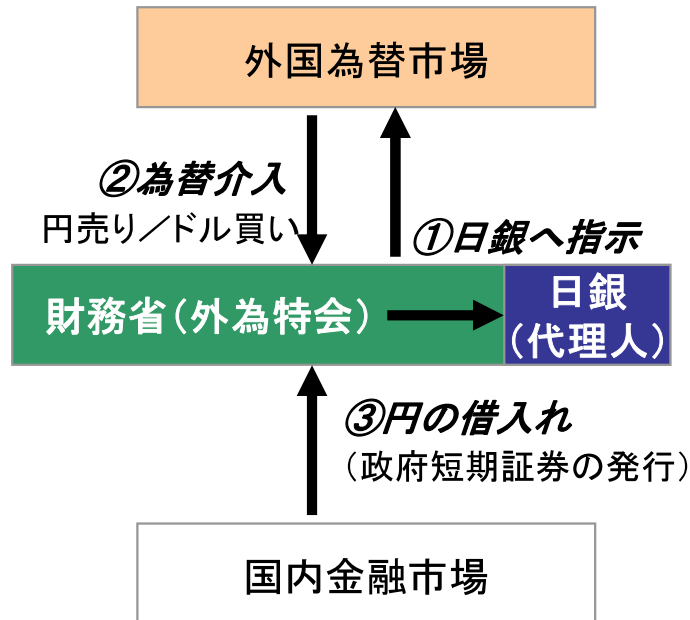 外国為替市場
②為替介入
円売り／ドル買い
①日銀へ指示
財務省（外為特会）
日銀
（代理人）
③円の借入れ
（政府短期証券の発行）
国内金融市場